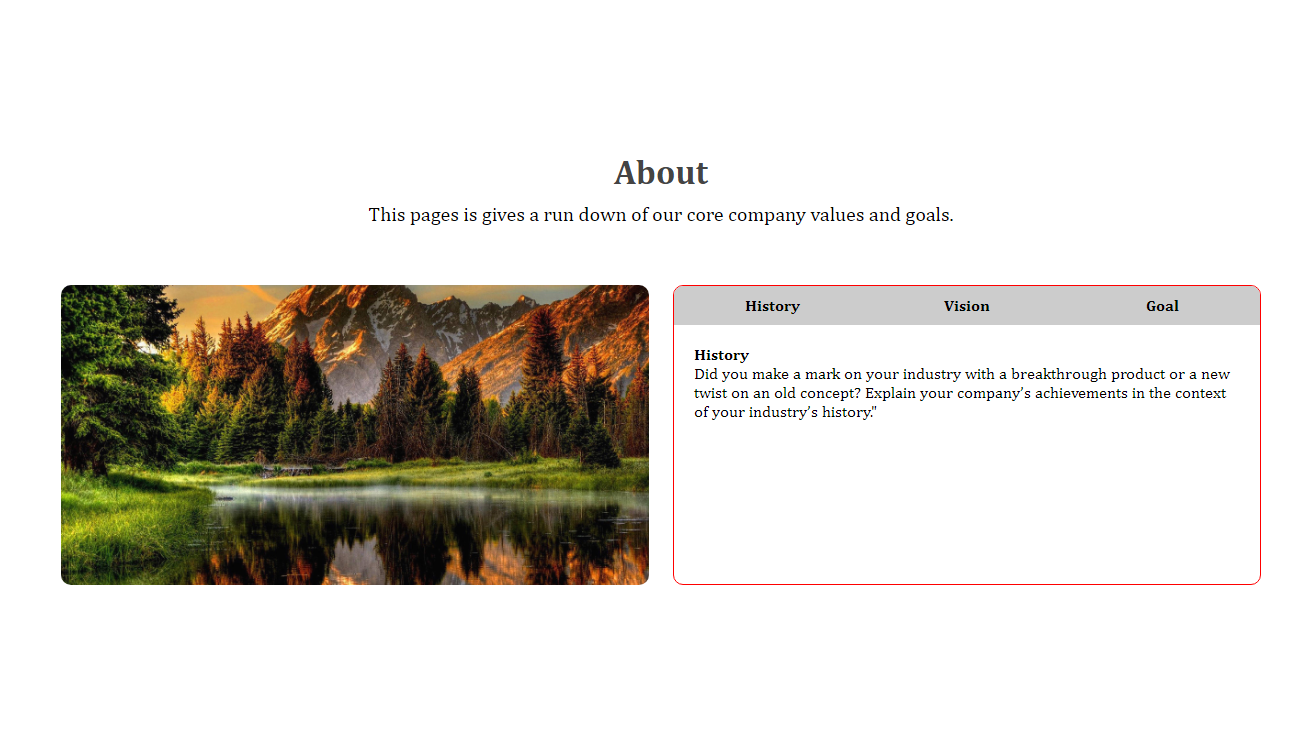 About
This pages is gives a run down of our core company values and goals.
History Vision Goal
History
Did you make a mark on your industry with a breakthrough product or a new
twist on an old concept? Explain your company’s achievements in the context
of your industry’s history."